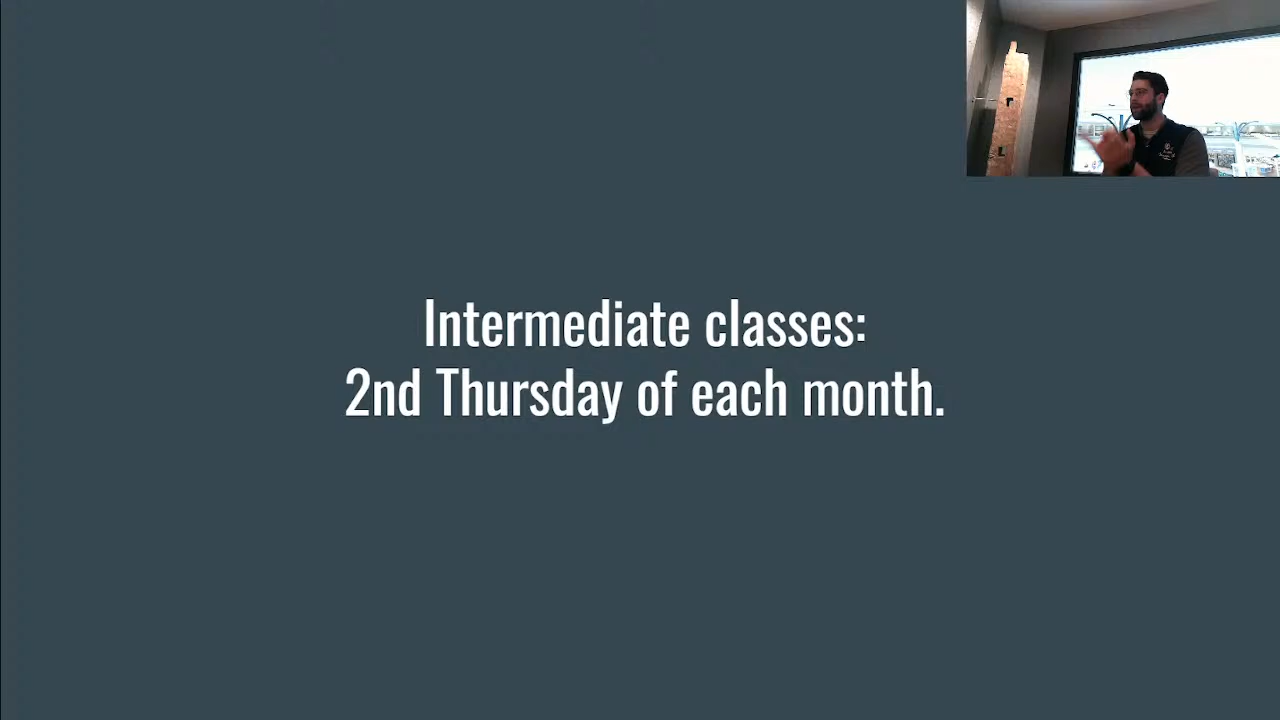 Intermediate classes:
2nd Thursday of each month.